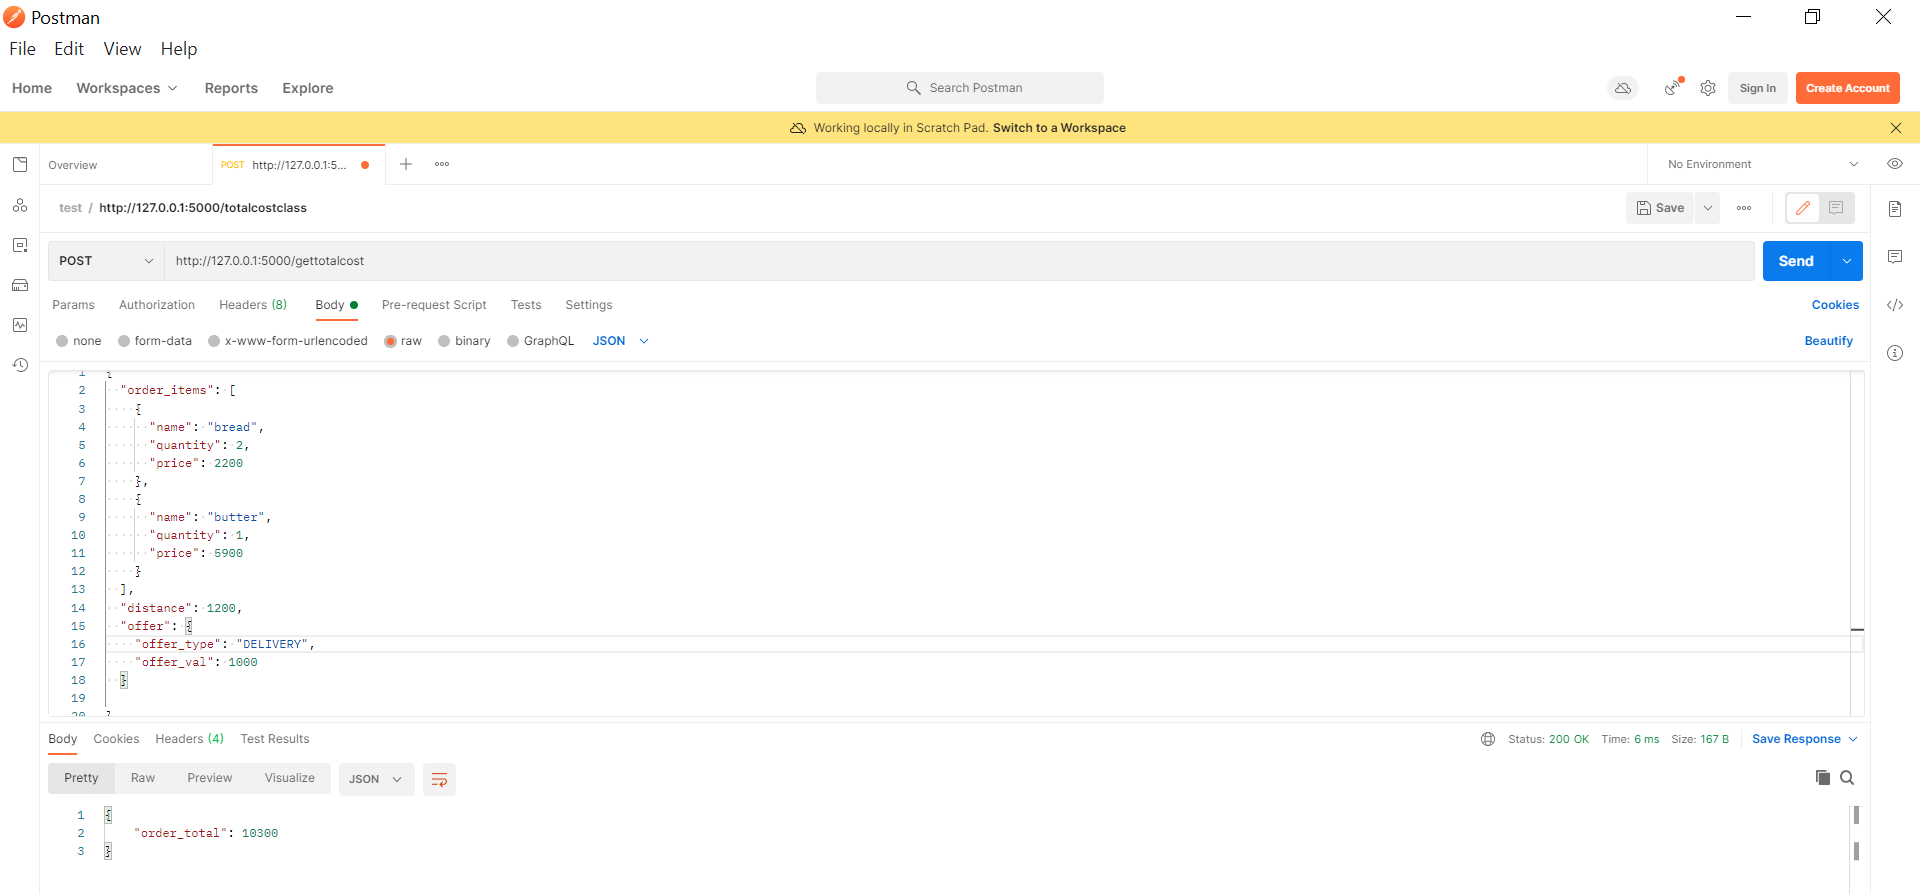 Postman
File Edit View Help
Home Workspaces Reports Explore Search Postman Sign In Create Account
Working locally in Scratch Pad. Switch to a Workspace
Overview POST http://127.0.0.1:5... No Environment
test / http://127.0.0.1:5000/totalcostclass Save
POST http://127.0.0.1:5000/gettotalcost Send
Params Authorization Headers (8) Body Pre-request Script Tests Settings Cookies
none form-data x-www-form-urlencoded raw binary GraphQL JSON Beautify
1 {
2 "order_items": [
3 {
4 "name": "bread",
5 "quantity": 2,
6 "price": 2200
7 },
8 {
9 "name": "butter",
10 "quantity": 1,
11 "price": 5900
12 }
13 ],
14 "distance": 1200,
15 "offer": {
16 "offer_type": "DELIVERY",
17 "offer_val": 1000
18 }
19
20 }
Body Cookies Headers (4) Test Results Status: 200 OK Time: 6 ms Size: 167 B Save Response
Pretty Raw Preview Visualize JSON
1 {
2 "order_total": 10300
3 }